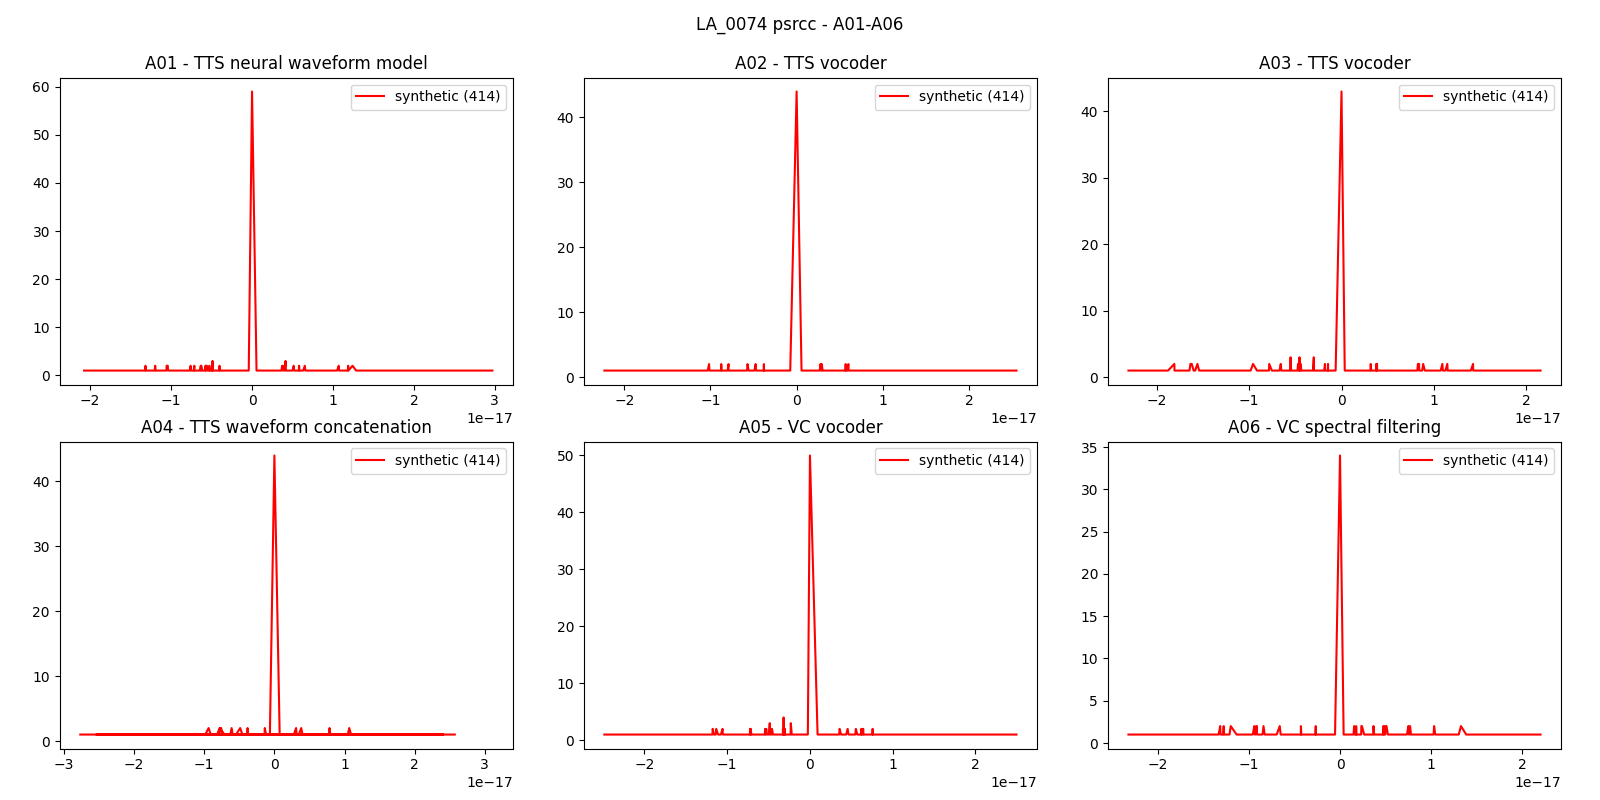 LA_0074 psrcc - A01-A06
A01 - TTS neural waveform model
A02 - TTS vocoder
A03 - TTS vocoder
synthetic (414)
synthetic (414)
synthetic (414)
60
50
40
30
20
10
0
40
30
20
10
0
40
30
20
10
0
−2 −1 0 1 2 3
1e−17
−2 −1 0 1 2
1e−17
−2 −1 0 1 2
1e−17
A04 - TTS waveform concatenation
A05 - VC vocoder
A06 - VC spectral filtering
synthetic (414)
synthetic (414)
synthetic (414)
40
30
20
10
0
50
40
30
20
10
0
35
30
25
20
15
10
5
0
−3 −2 −1 0 1 2 3
1e−17
−2 −1 0 1 2
1e−17
−2 −1 0 1 2
1e−17